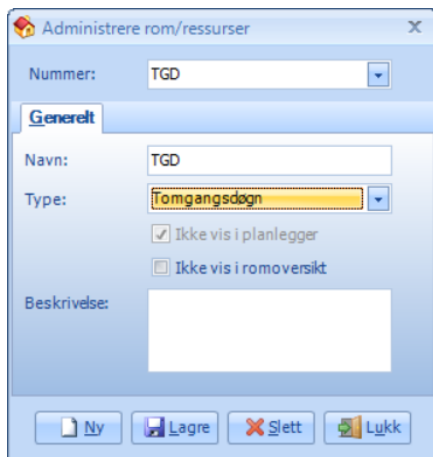 Administrere rom/ressurser
Nummer: TGD
Generelt
Navn: TGD
Type: Tomgangsdøgn
Ikke vis i planlegger
Ikke vis i romoversikt
Beskrivelse:
Ny Lagre Slett Lukk